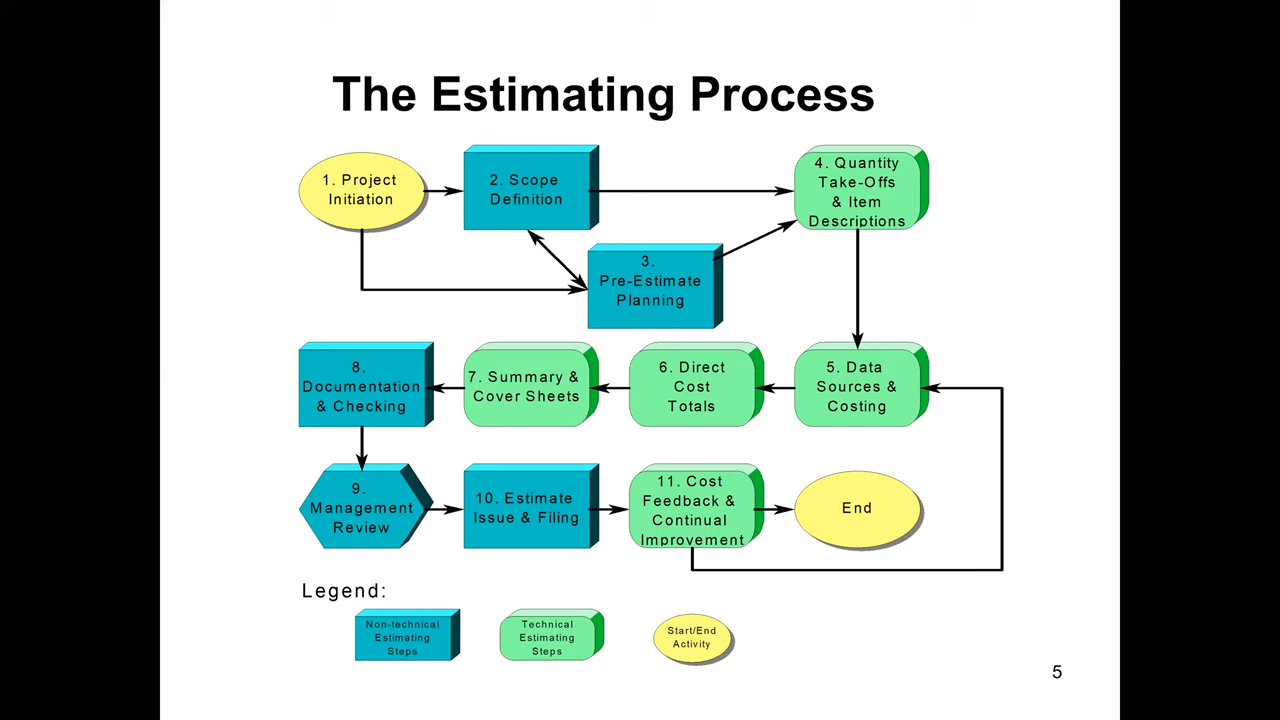 The Estimating Process
1. Project
Initiation
2. Scope
Definition
3.
Pre-Estimate
Planning
4. Quantity
Take-Offs
& Item
Descriptions
8.
Documentation
& Checking
7. Summary &
Cover Sheets
6. Direct
Cost
Totals
5. Data
Sources &
Costing
9.
Management
Review
10. Estimate
Issue & Filing
11. Cost
Feedback &
Continual
Improvement
End
Legend:
Non-technical
Estimating
Steps
Technical
Estimating
Steps
Start/End
Activity
5